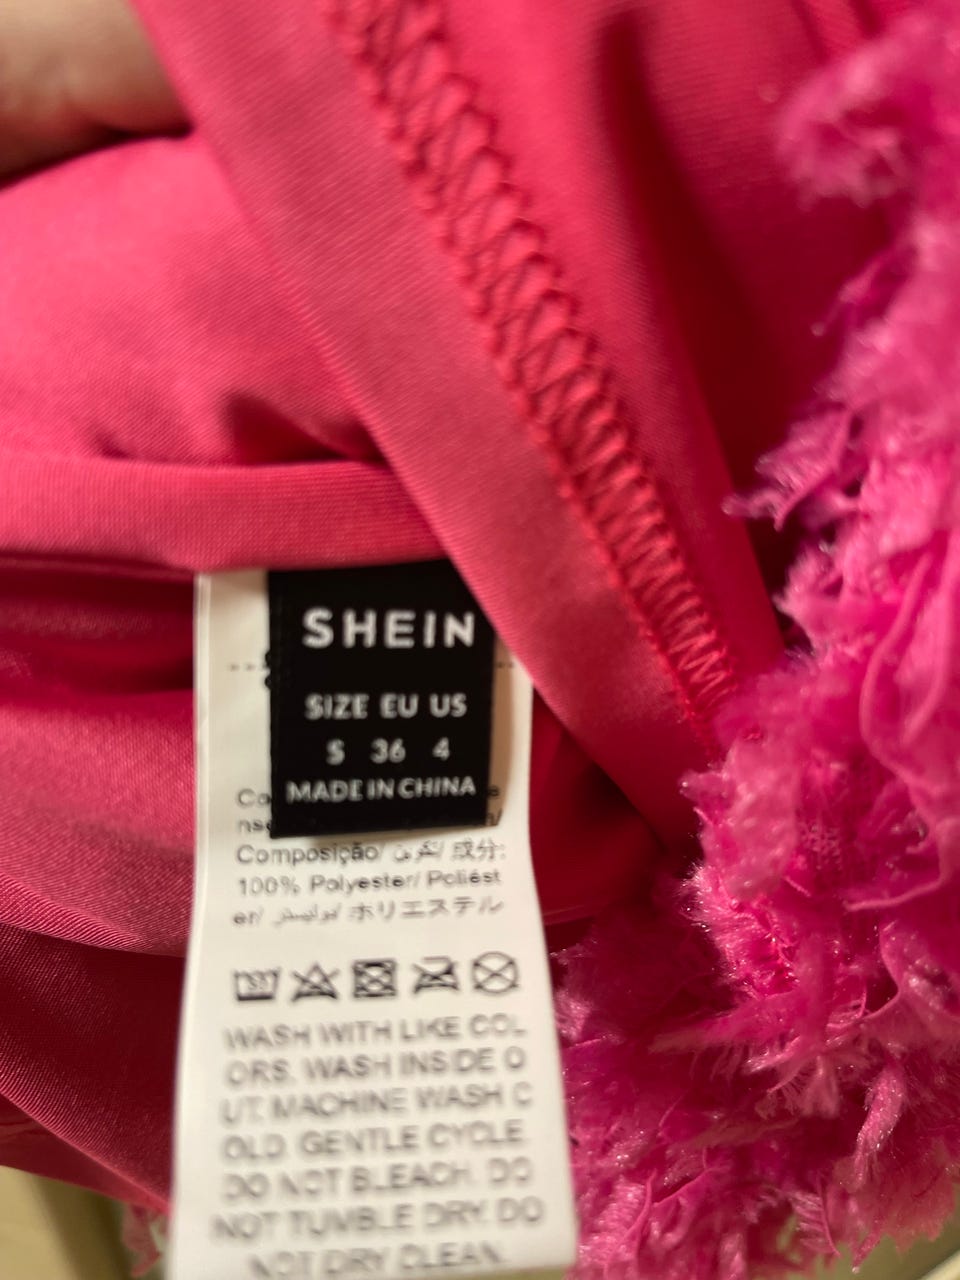 SHEIN
SIZE EU US
S 36 4
MADE IN CHINA
Composição/ تكوين/ 成分:
100% Polyester/ Poliést
er/ بوليستر/ ポリエステル
WASH WITH LIKE COL
ORS. WASH INSIDE O
UT. MACHINE WASH C
OLD. GENTLE CYCLE.
DO NOT BLEACH. DO
NOT TUMBLE DRY. DO
NOT DRY CLEAN.